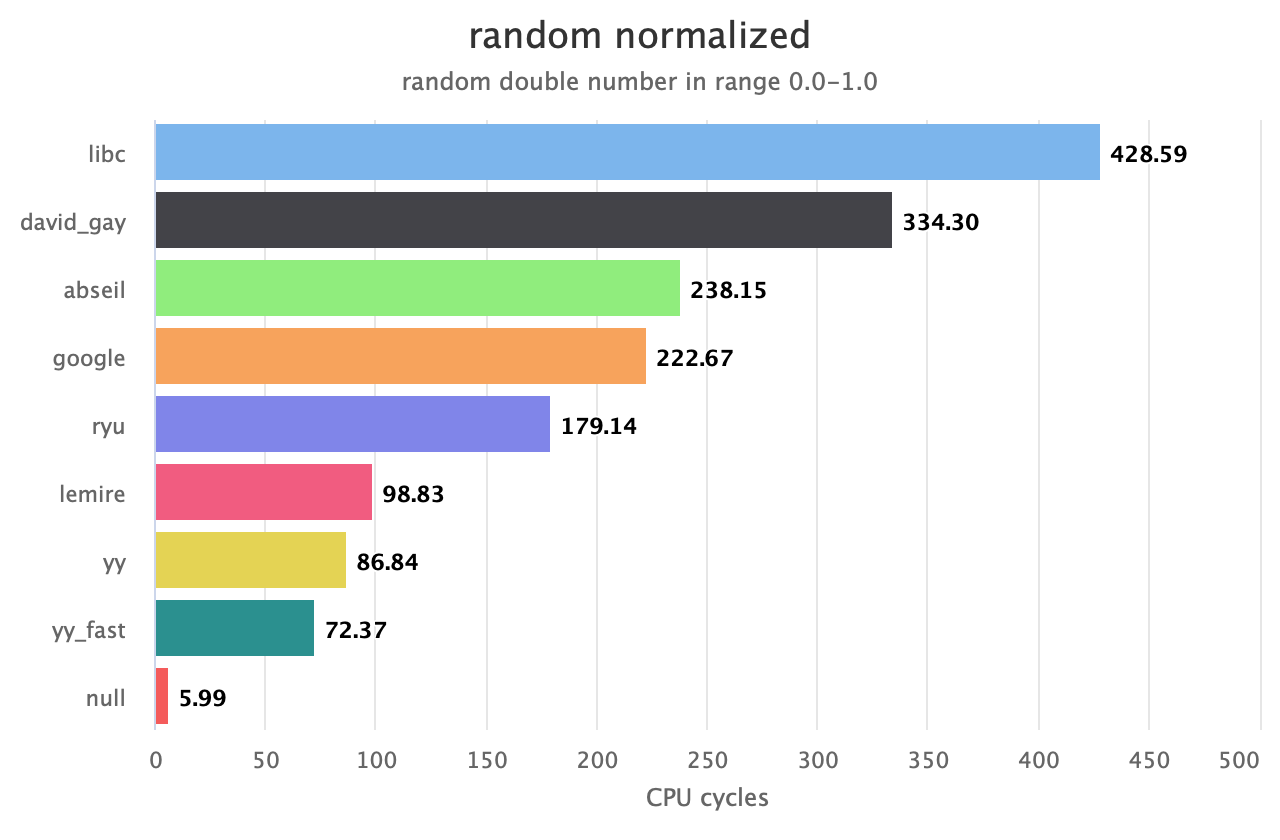 random normalized
random double number in range 0.0–1.0
libc 428.59
david_gay 334.30
abseil 238.15
google 222.67
ryu 179.14
lemire 98.83
yy 86.84
yy_fast 72.37
null 5.99
0 50 100 150 200 250 300 350 400 450 500
CPU cycles